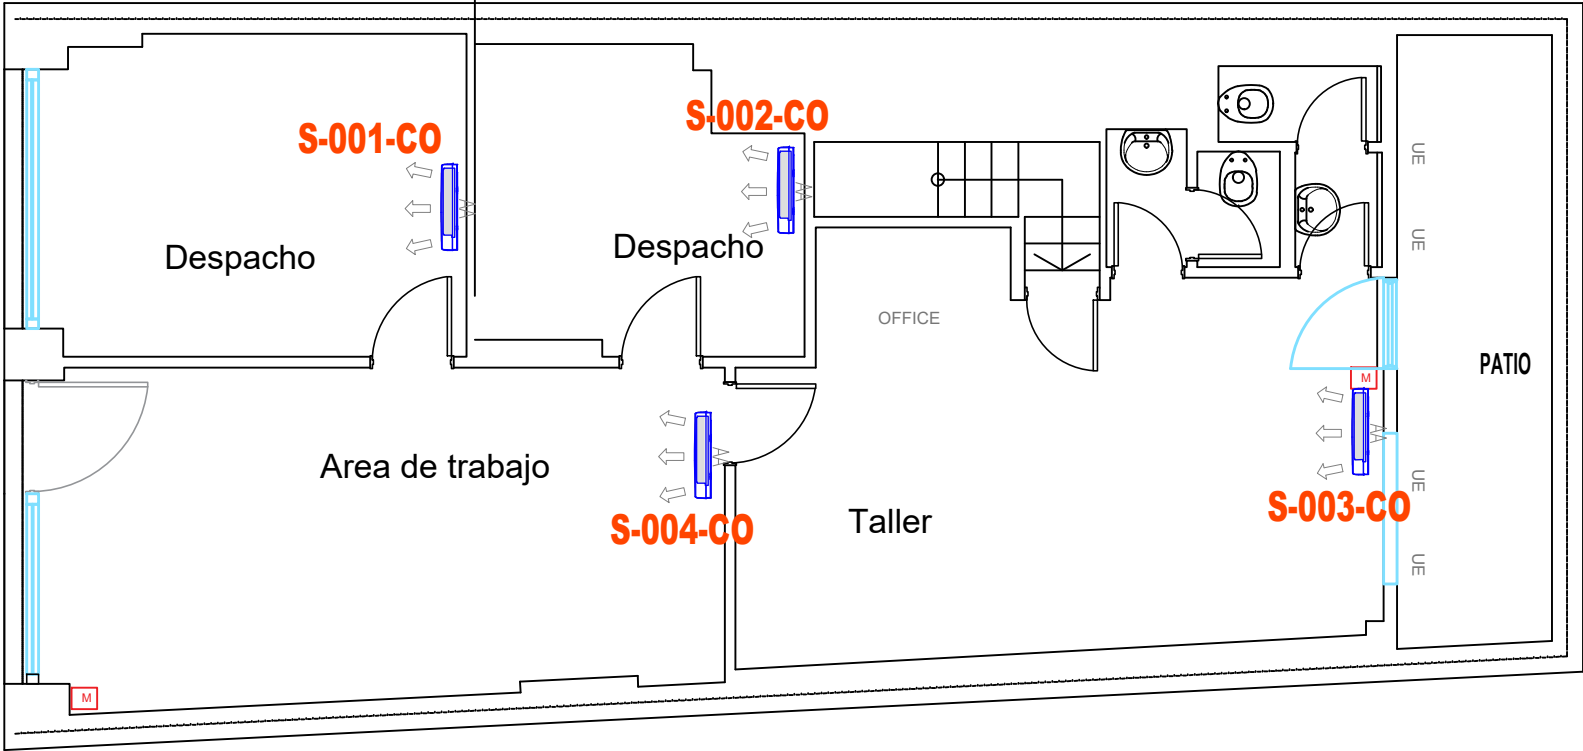 S-001-CO
S-002-CO
Despacho
Despacho
UE
UE
OFFICE
PATIO
M
Area de trabajo
S-004-CO
Taller
S-003-CO
UE
UE
M